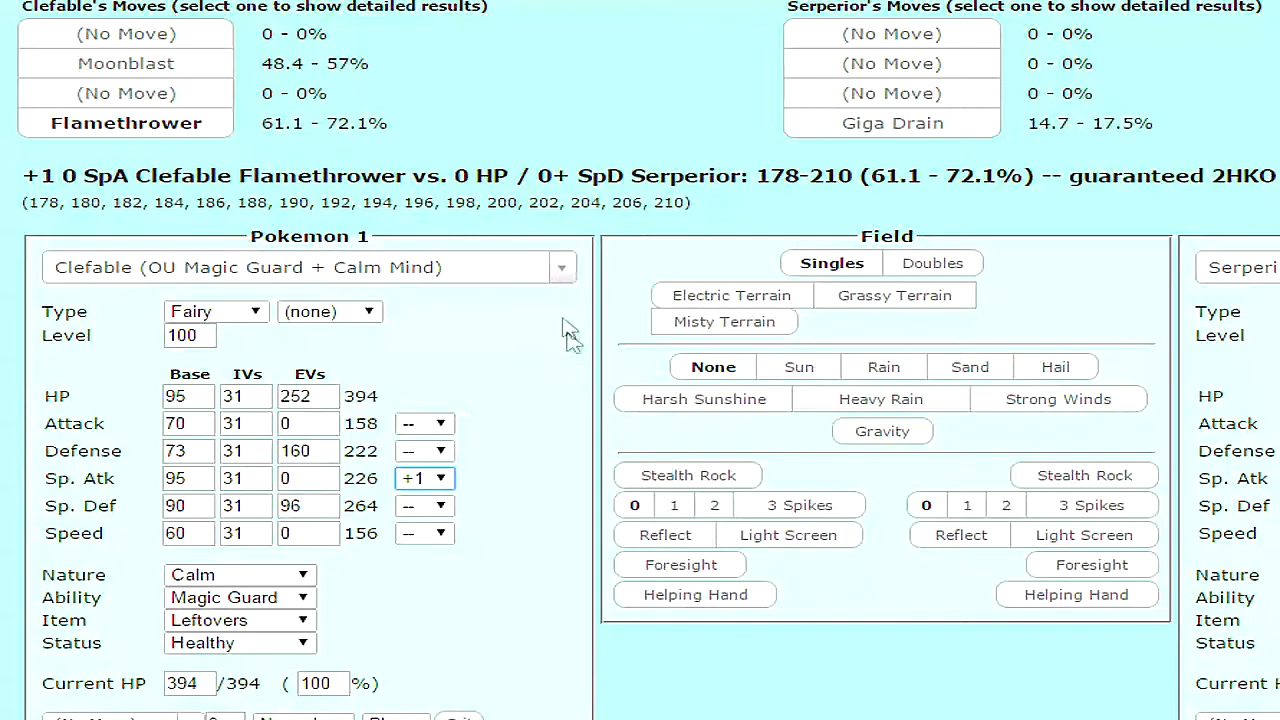 Clefable's Moves (select one to show detailed results)
Serperior's Moves (select one to show detailed results)
(No Move) 0 - 0%
(No Move) 0 - 0%
Moonblast 48.4 - 57%
(No Move) 0 - 0%
(No Move) 0 - 0%
(No Move) 0 - 0%
Flamethrower 61.1 - 72.1%
Giga Drain 14.7 - 17.5%
+1 0 SpA Clefable Flamethrower vs. 0 HP / 0+ SpD Serperior: 178-210 (61.1 - 72.1%) -- guaranteed 2HKO
(178, 180, 182, 184, 186, 188, 190, 192, 194, 196, 198, 200, 202, 204, 206, 210)
Pokemon 1
Clefable (OU Magic Guard + Calm Mind)
Type Fairy (none)
Level 100
Base IVs EVs
HP 95 31 252 394
Attack 70 31 0 158 --
Defense 73 31 160 222 --
Sp. Atk 95 31 0 226 +1
Sp. Def 90 31 96 264 --
Speed 60 31 0 156 --
Nature Calm
Ability Magic Guard
Item Leftovers
Status Healthy
Current HP 394 /394 ( 100 %)
Field
Singles Doubles
Electric Terrain Grassy Terrain
Misty Terrain
None Sun Rain Sand Hail
Harsh Sunshine Heavy Rain Strong Winds
Gravity
Stealth Rock Stealth Rock
0 1 2 3 Spikes 0 1 2 3 Spikes
Reflect Light Screen Reflect Light Screen
Foresight Foresight
Helping Hand Helping Hand
Serperi
Type
Level
HP
Attack
Defense
Sp. Atk
Sp. Def
Speed
Nature
Ability
Item
Status
Current H